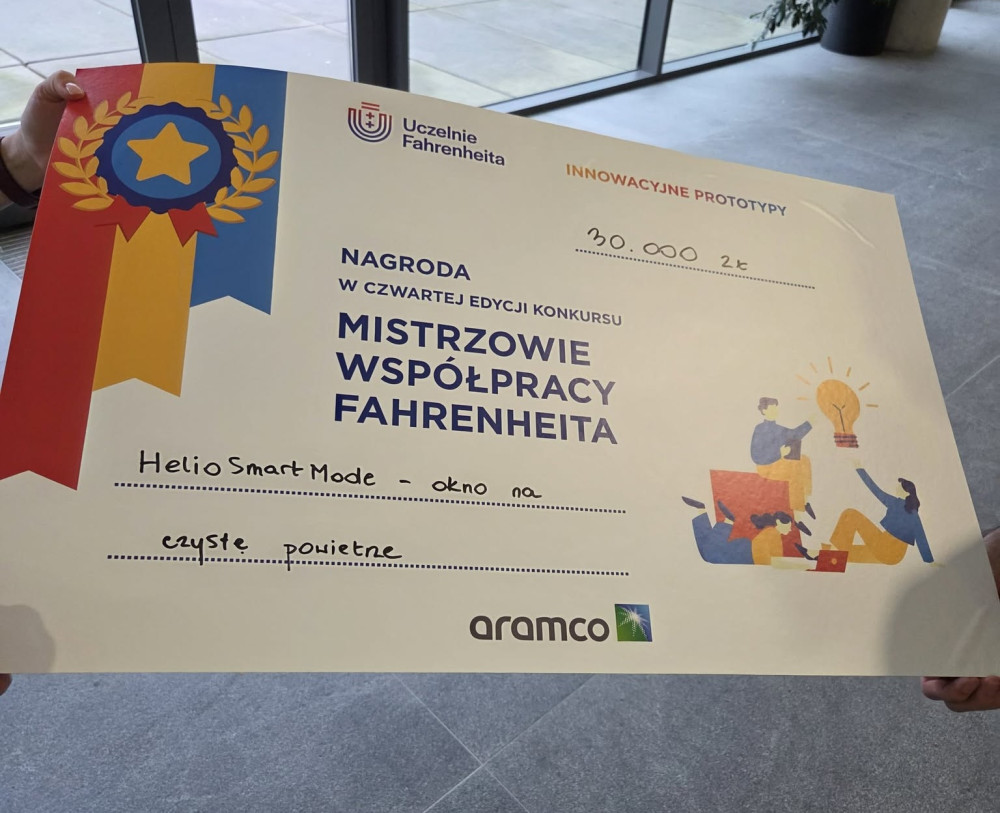 Uczelnie
Fahrenheita
INNOWACYJNE PROTOTYPY
30.000 zł
NAGRODA
W CZWARTEJ EDYCJI KONKURSU
MISTRZOWIE
WSPÓŁPRACY
FAHRENHEITA
Helio Smart Mode - okno na
czystę powietrze
aramco